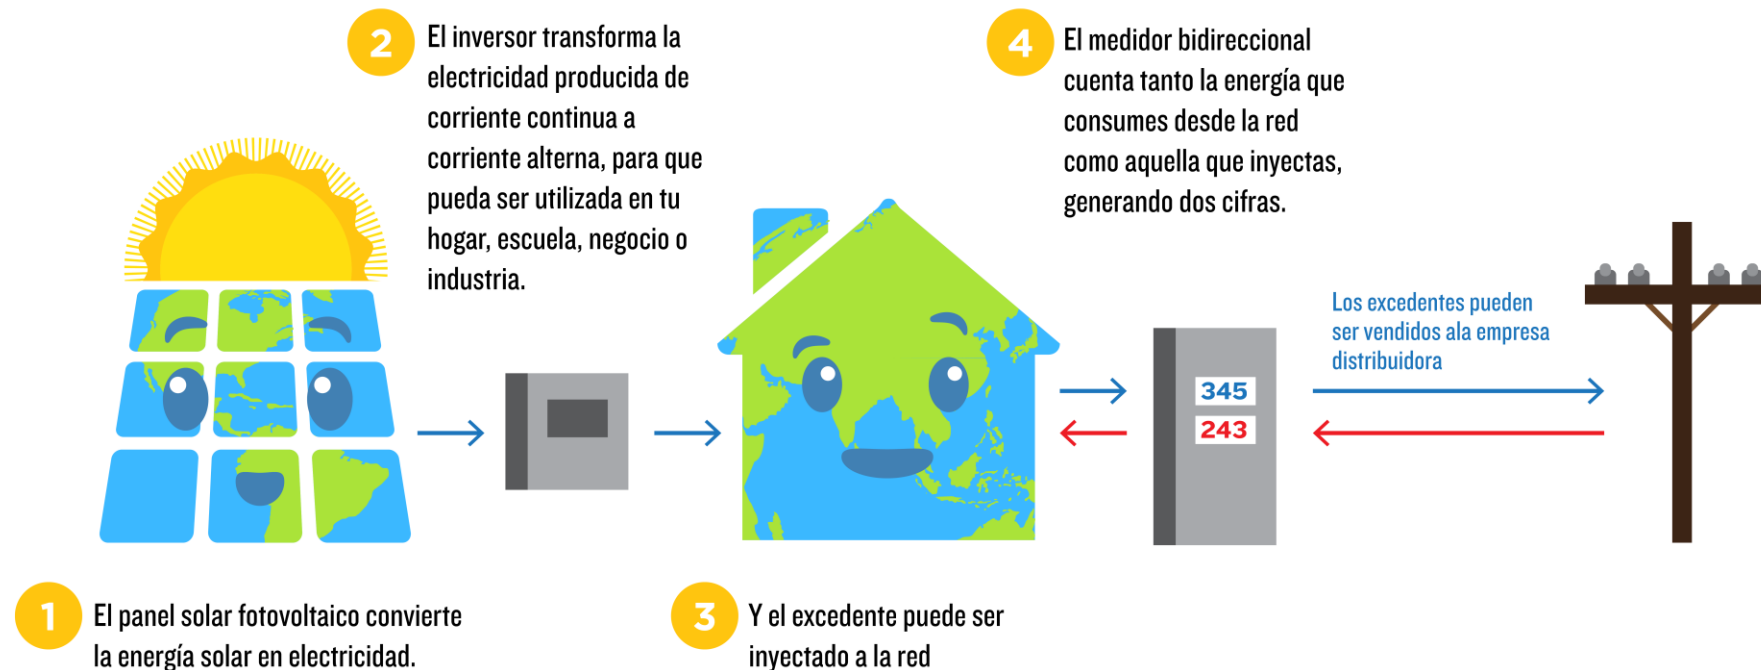 1
El panel solar fotovoltaico convierte
la energía solar en electricidad.
2
El inversor transforma la
electricidad producida de
corriente continua a
corriente alterna, para que
pueda ser utilizada en tu
hogar, escuela, negocio o
industria.
3
Y el excedente puede ser
inyectado a la red
4
El medidor bidireccional
cuenta tanto la energía que
consumes desde la red
como aquella que inyectas,
generando dos cifras.
345
243
Los excedentes pueden
ser vendidos ala empresa
distribuidora